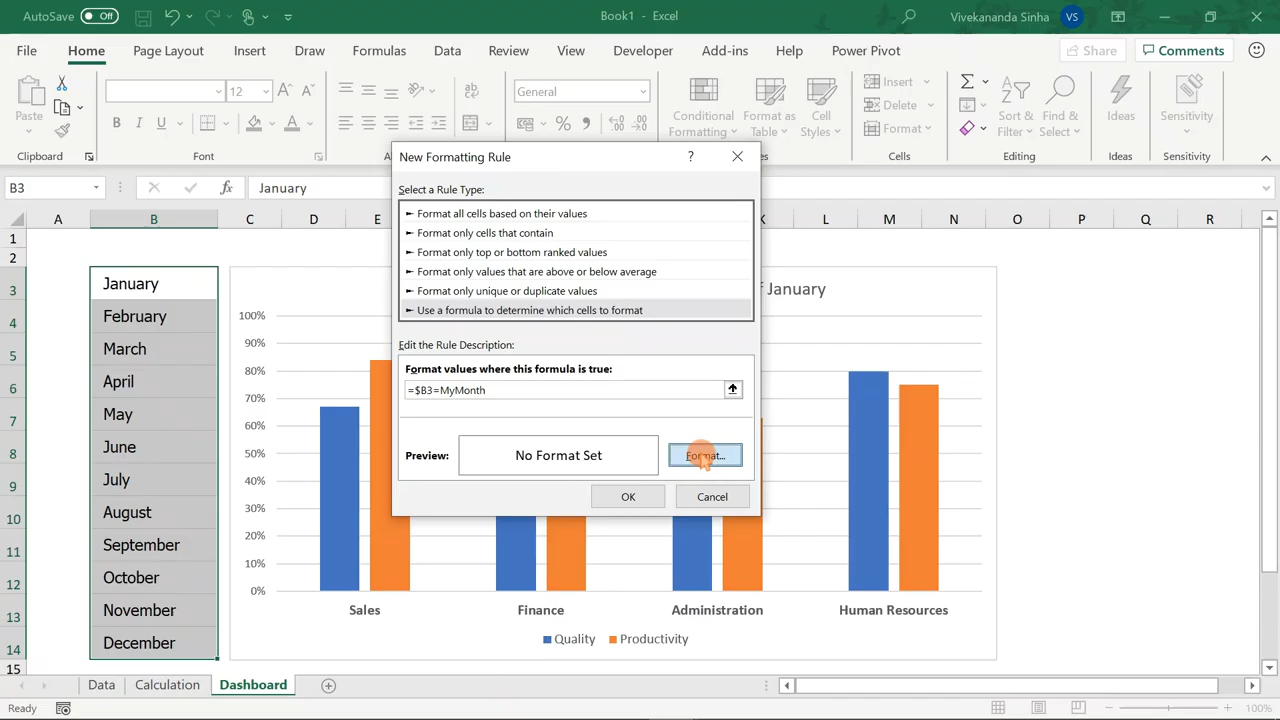 AutoSave Off
Book1 - Excel
Vivekananda Sinha VS
File Home Page Layout Insert Draw Formulas Data Review View Developer Add-ins Help Power Pivot Share Comments
Paste
12
General
Conditional Formatting
Format as Table
Cell Styles
Insert
Delete
Format
Sort & Filter
Find & Select
Ideas
Sensitivity
Clipboard Font Cells Editing Ideas Sensitivity
B3 fx January
A B C D E L M N O P Q R
1
2
3
4
5
6
7
8
9
10
11
12
13
14
15
January
February
March
April
May
June
July
August
September
October
November
December
New Formatting Rule ?
Select a Rule Type:
► Format all cells based on their values
► Format only cells that contain
► Format only top or bottom ranked values
► Format only values that are above or below average
► Format only unique or duplicate values
► Use a formula to determine which cells to format
Edit the Rule Description:
Format values where this formula is true:
=$B3=MyMonth
Preview: No Format Set Format...
OK Cancel
f January
100%
90%
80%
70%
60%
50%
40%
30%
20%
10%
0%
Sales Finance Administration Human Resources
Quality Productivity
Data Calculation Dashboard
Ready
100%